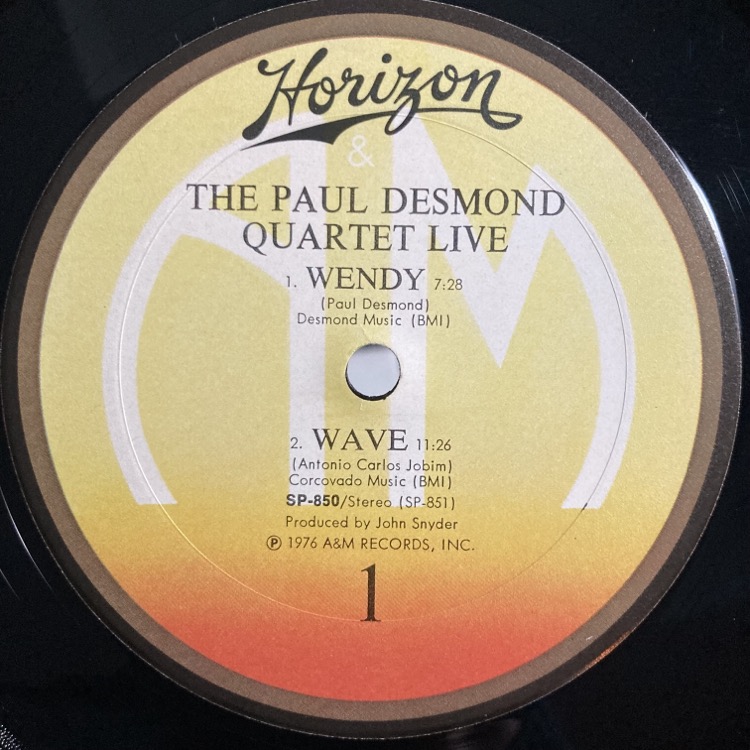 Horizon
&
THE PAUL DESMOND
QUARTET LIVE
1. WENDY 7:28
(Paul Desmond)
Desmond Music (BMI)
2. WAVE 11:26
(Antonio Carlos Jobim)
Corcovado Music (BMI)
SP-850/Stereo (SP-851)
Produced by John Snyder
Ⓟ 1976 A&M RECORDS, INC.
1
AM